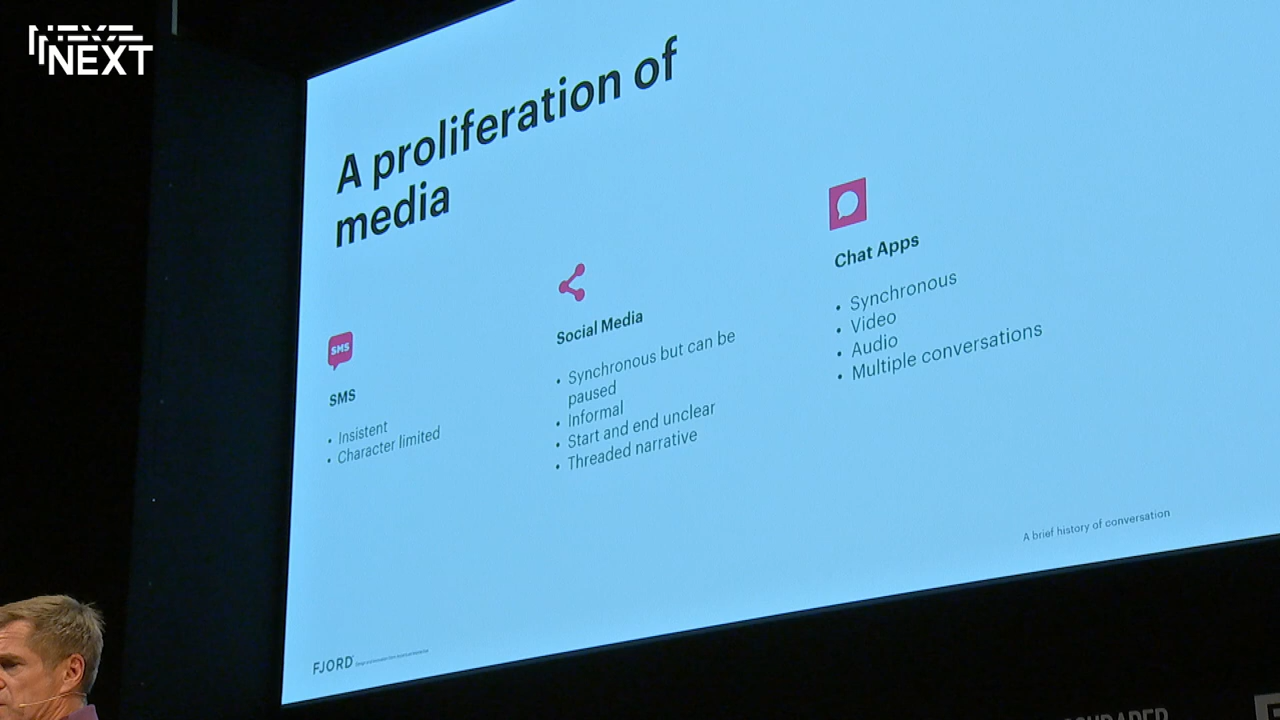 NEXT
A proliferation of
media
SMS
SMS
• Insistent
• Character limited
Social Media
• Synchronous but can be
paused
• Informal
• Start and end unclear
• Threaded narrative
Chat Apps
• Synchronous
• Video
• Audio
• Multiple conversations
A brief history of conversation
FJORD